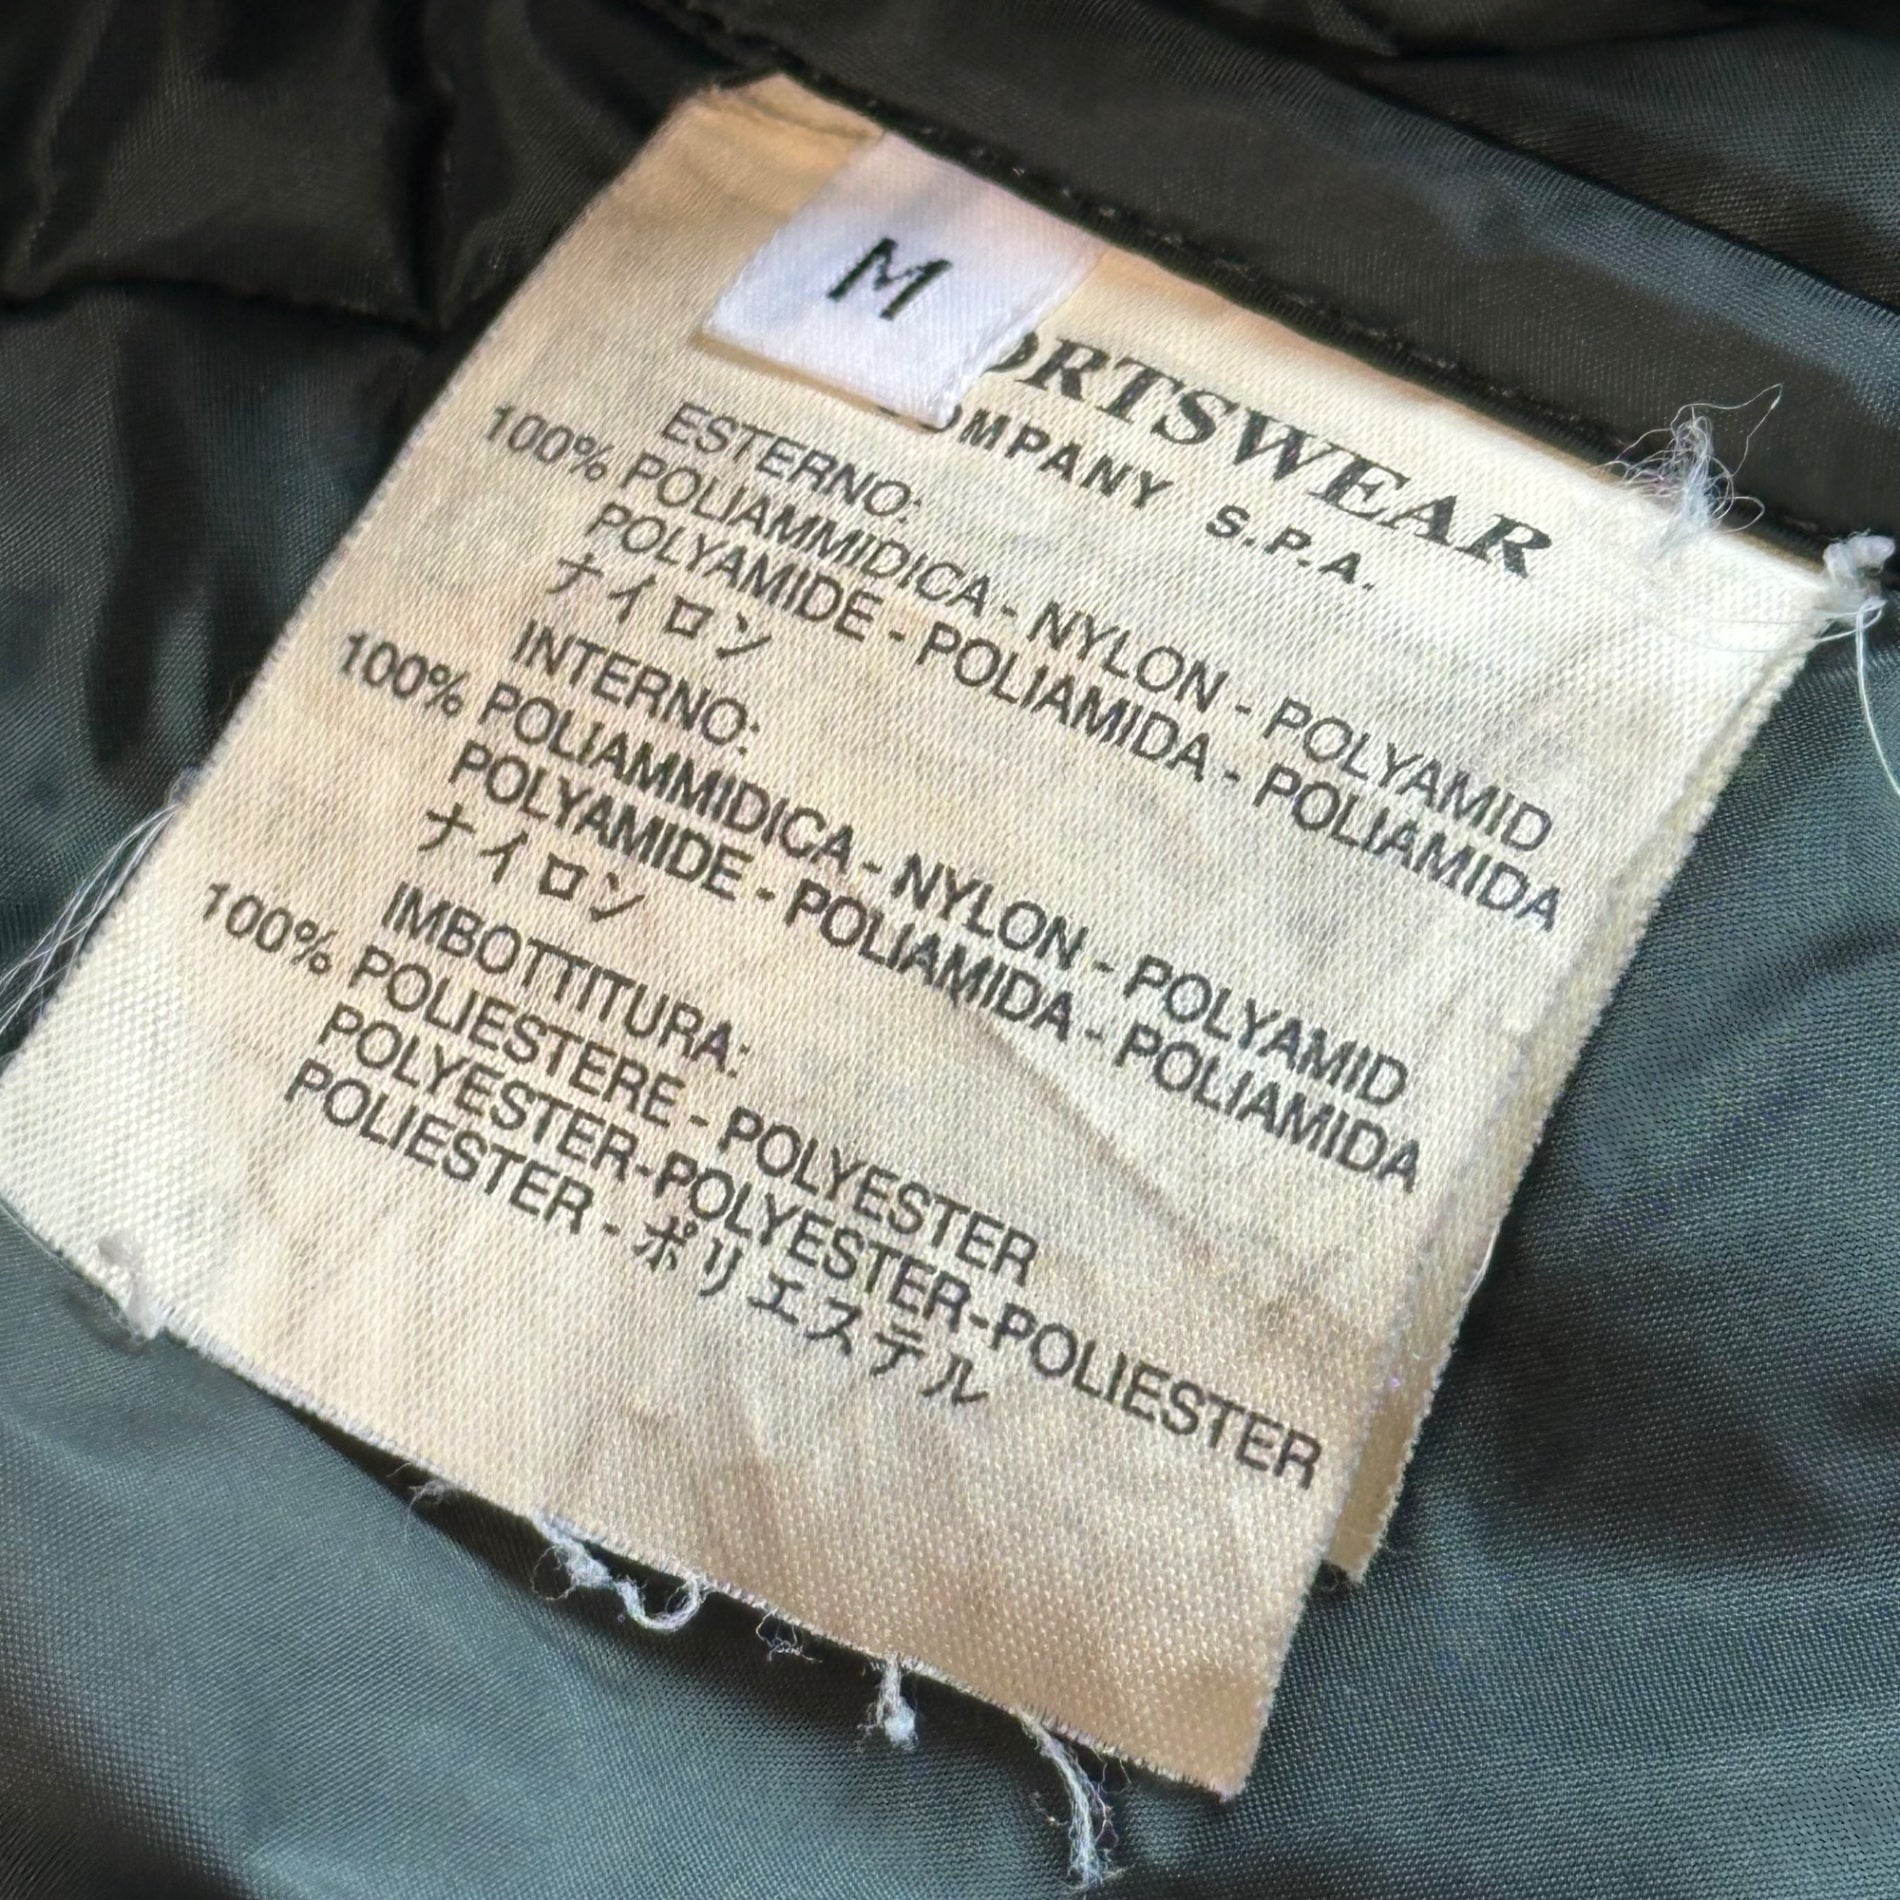 M
ORTSWEAR
OMPANY S.P.A.
ESTERNO:
100% POLIAMMIDICA - NYLON - POLYAMID
POLYAMIDE - POLIAMIDA - POLIAMIDA
ナイロン
INTERNO:
100% POLIAMMIDICA - NYLON - POLYAMID
POLYAMIDE - POLIAMIDA - POLIAMIDA
ナイロン
IMBOTTITURA:
100% POLIESTERE - POLYESTER
POLYESTER-POLYESTER-POLIESTER
POLIESTER - ポリエステル